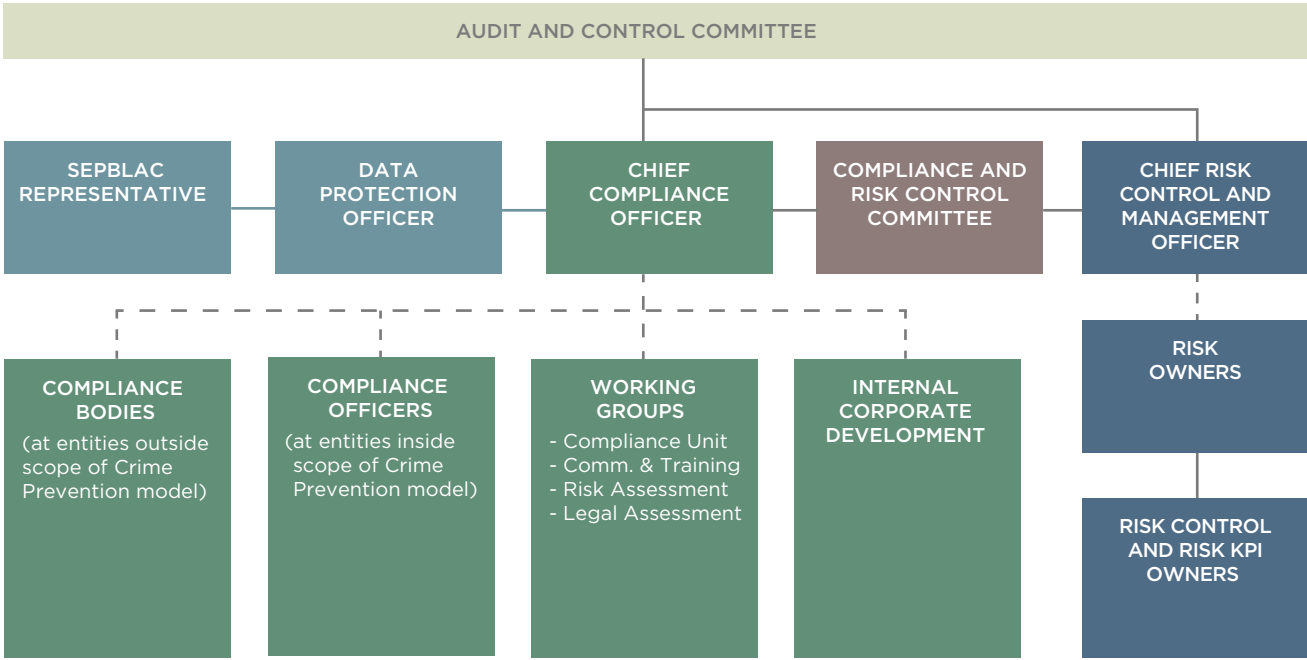 AUDIT AND CONTROL COMMITTEE
SEPBLAC
REPRESENTATIVE
DATA
PROTECTION
OFFICER
CHIEF
COMPLIANCE
OFFICER
COMPLIANCE AND
RISK CONTROL
COMMITTEE
CHIEF RISK
CONTROL AND
MANAGEMENT
OFFICER
COMPLIANCE
BODIES
(at entities outside
scope of Crime
Prevention model)
COMPLIANCE
OFFICERS
(at entities inside
scope of Crime
Prevention model)
WORKING
GROUPS
- Compliance Unit
- Comm. & Training
- Risk Assessment
- Legal Assessment
INTERNAL
CORPORATE
DEVELOPMENT
RISK
OWNERS
RISK CONTROL
AND RISK KPI
OWNERS